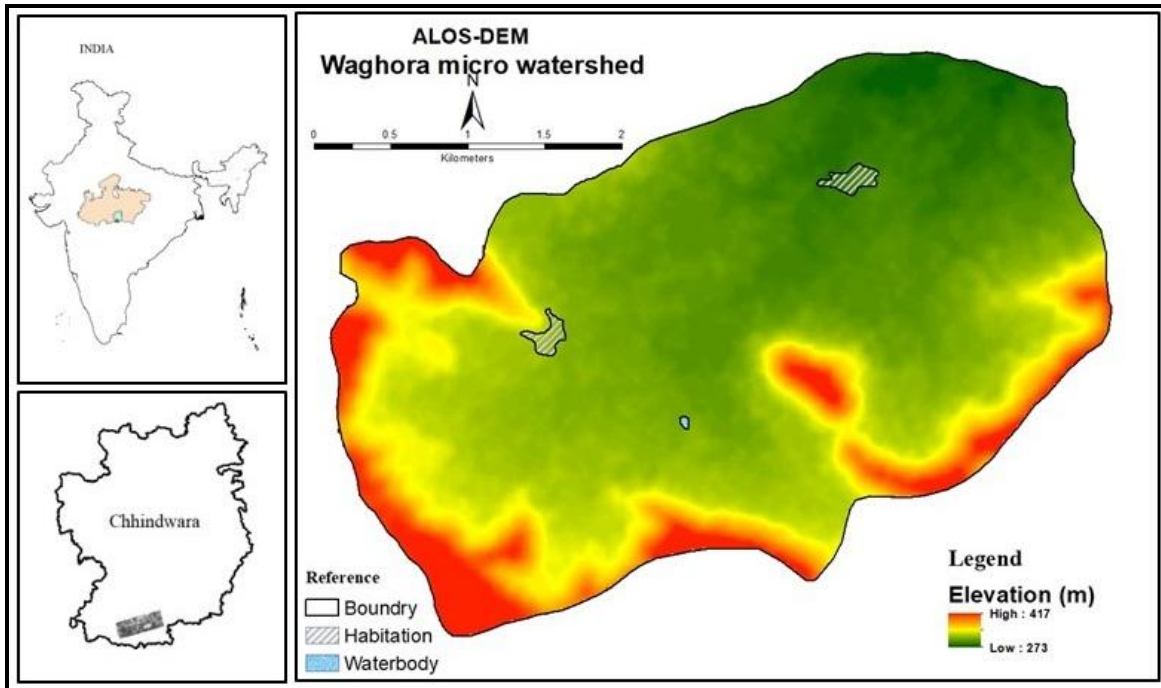 INDIA
Chhindwara
ALOS-DEM
Waghora micro watershed
N
0 0.5 1 1.5 2
Kilometers
Reference
Boundry
Habitation
Waterbody
Legend
Elevation (m)
High : 417
Low : 273